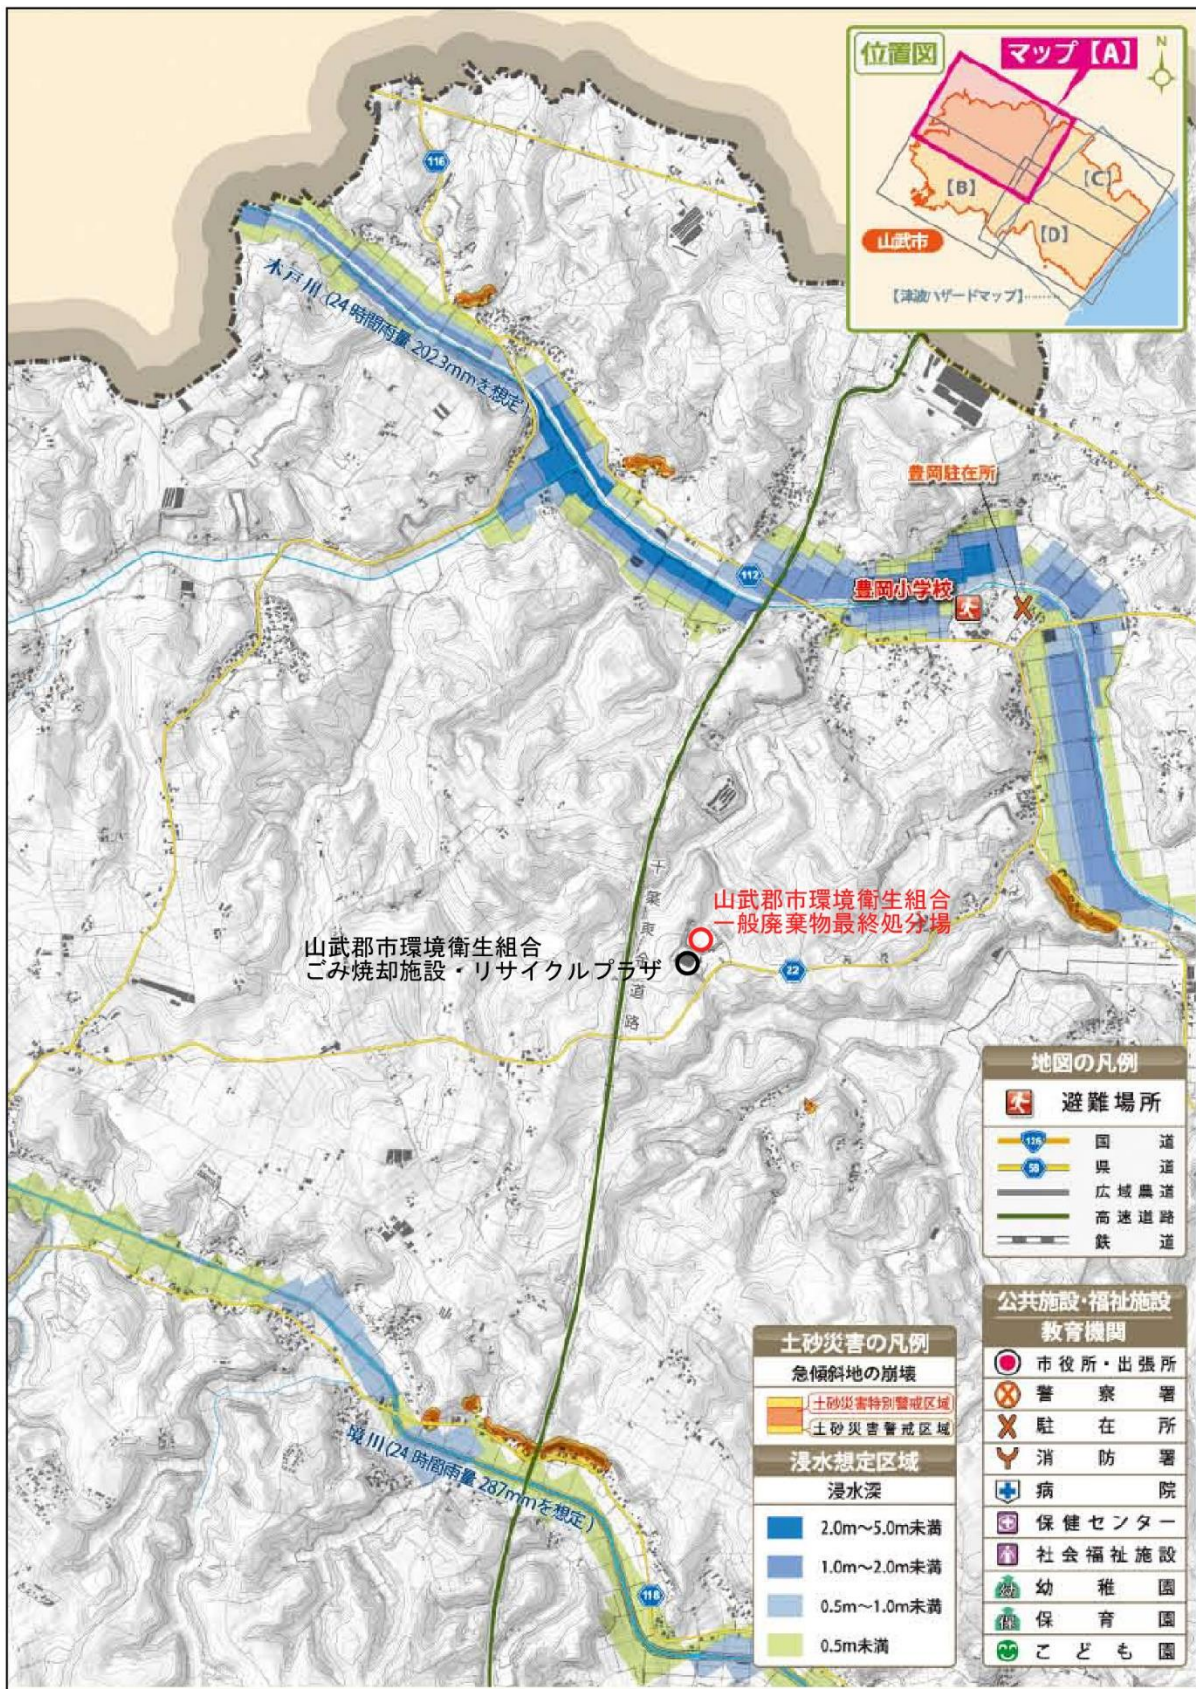 位置図
マップ【A】
N
【B】
【C】
【D】
山武市
【津波ハザードマップ】
116
木戸川(24時間雨量202.3mmを想定)
豊岡駐在所
112
豊岡小学校
千葉東金道路
山武郡市環境衛生組合
一般廃棄物最終処分場
山武郡市環境衛生組合
ごみ焼却施設・リサイクルプラザ
22
境川(24時間雨量287mmを想定)
118
地図の凡例
避難場所
126 国道
58 県道
広域農道
高速道路
鉄道
土砂災害の凡例
急傾斜地の崩壊
土砂災害特別警戒区域
土砂災害警戒区域
浸水想定区域
浸水深
2.0m～5.0m未満
1.0m～2.0m未満
0.5m～1.0m未満
0.5m未満
公共施設・福祉施設
教育機関
市役所・出張所
警察署
駐在所
消防署
病院
保健センター
社会福祉施設
幼 幼稚園
保 保育園
こども園